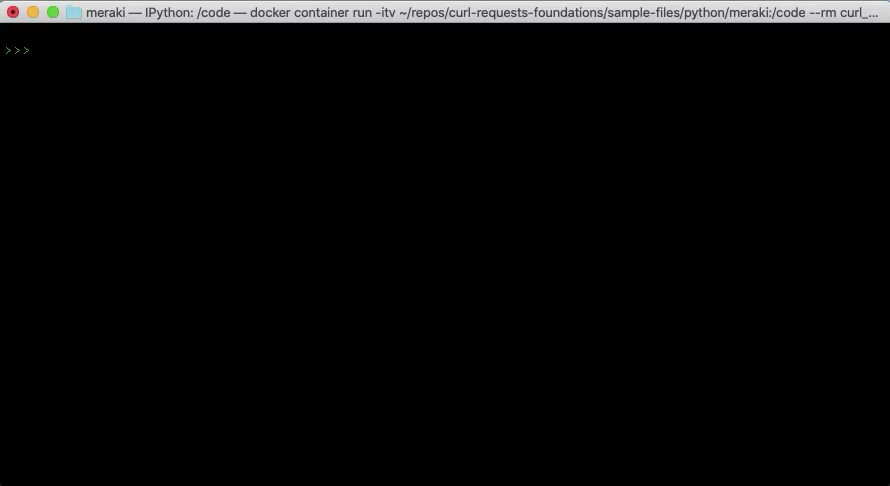 meraki — IPython: /code — docker container run -itv ~/repos/curl-requests-foundations/sample-files/python/meraki:/code --rm curl_...
>>>